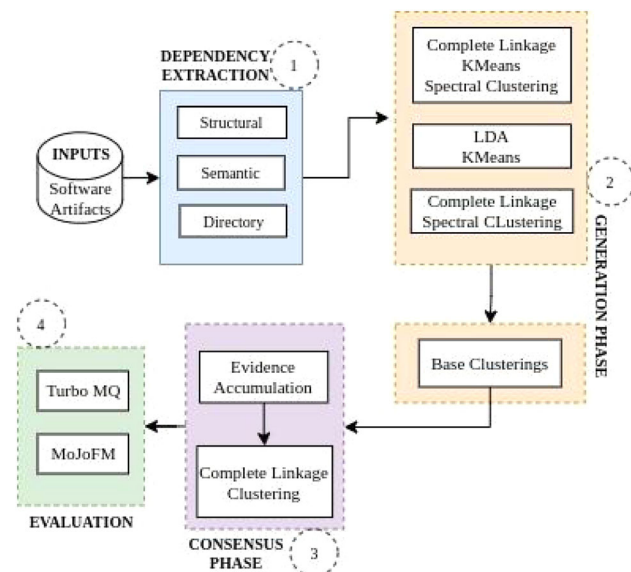 DEPENDENCY
EXTRACTION
1
Structural
Semantic
Directory
INPUTS
Software
Artifacts
Complete Linkage
KMeans
Spectral Clustering
LDA
KMeans
Complete Linkage
Spectral CLustering
2
GENERATION PHASE
Base Clusterings
Evidence
Accumulation
Complete Linkage
Clustering
CONSENSUS
PHASE
3
4
Turbo MQ
MoJoFM
EVALUATION